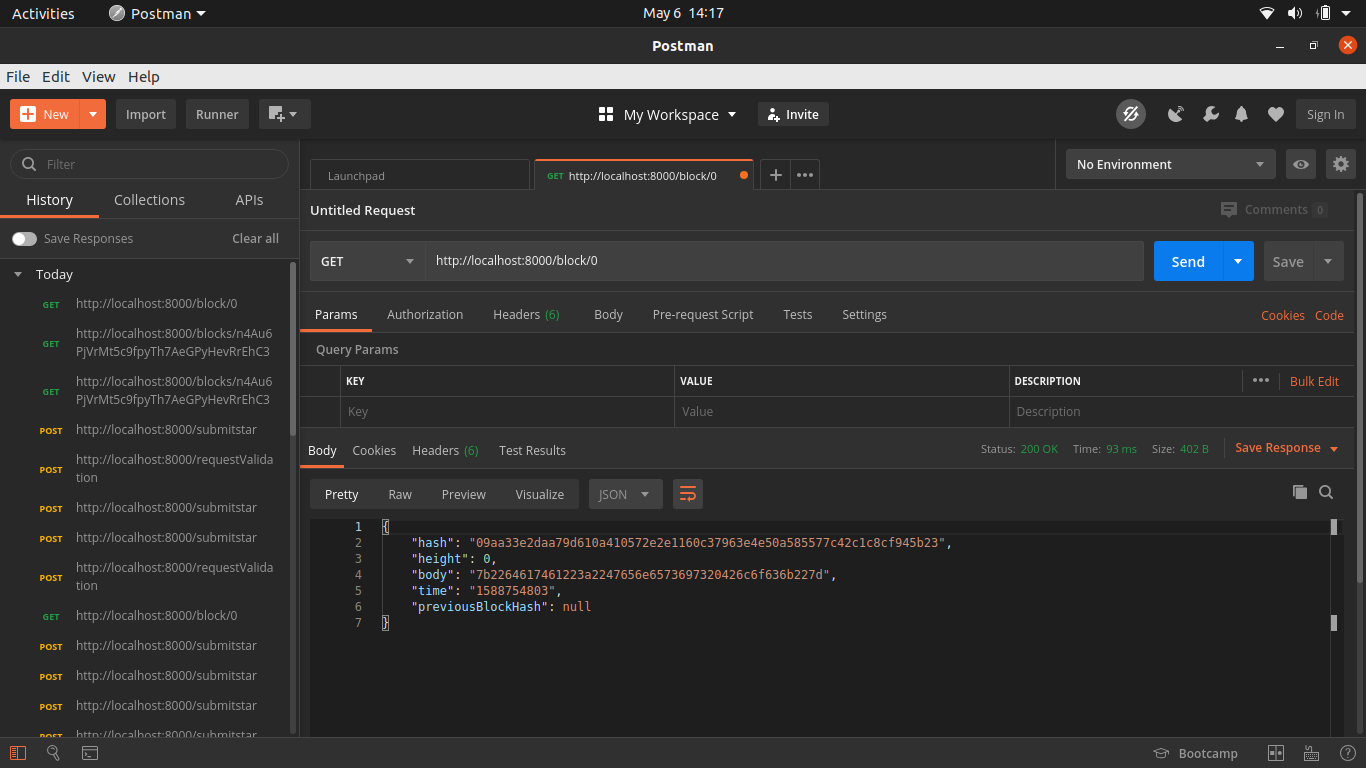 Activities Postman May 6 14:17
Postman
File Edit View Help
New Import Runner My Workspace Invite Sign In
Filter
History Collections APIs
Save Responses Clear all
Today
GET http://localhost:8000/block/0
GET http://localhost:8000/blocks/n4Au6
PjVrMt5c9fpyTh7AeGPyHevRrEhC3
GET http://localhost:8000/blocks/n4Au6
PjVrMt5c9fpyTh7AeGPyHevRrEhC3
POST http://localhost:8000/submitstar
POST http://localhost:8000/requestValida
tion
POST http://localhost:8000/submitstar
POST http://localhost:8000/submitstar
POST http://localhost:8000/requestValida
tion
GET http://localhost:8000/block/0
POST http://localhost:8000/submitstar
POST http://localhost:8000/submitstar
POST http://localhost:8000/submitstar
POST http://localhost:8000/submitstar
Launchpad GET http://localhost:8000/block/0 No Environment
Untitled Request Comments 0
GET http://localhost:8000/block/0 Send Save
Params Authorization Headers (6) Body Pre-request Script Tests Settings Cookies Code
Query Params
KEY VALUE DESCRIPTION Bulk Edit
Key Value Description
Body Cookies Headers (6) Test Results Status: 200 OK Time: 93 ms Size: 402 B Save Response
Pretty Raw Preview Visualize JSON
1 {
2 "hash": "09aa33e2daa79d610a410572e2e1160c37963e4e50a585577c42c1c8cf945b23",
3 "height": 0,
4 "body": "7b2264617461223a2247656e6573697320426c6f636b227d",
5 "time": "1588754803",
6 "previousBlockHash": null
7 }
Bootcamp